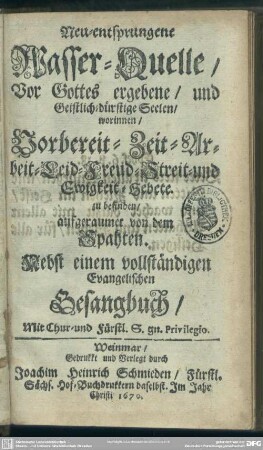 Neu-entsprungene
Wasser-Quelle/
Vor Gottes ergebene/ und
Geistlich-dürstige Seelen/
worinnen/
Vorbereit-Zeit-Ar-
beit-Leid-Freud-Streit-und
Ewigkeit-Gebete.
zu befinden/
aufgeraumet von dem
Spahten.
Nebst einem vollständigen
Evangelischen
Gesangbuch/
Mit Chur-und Fürstl. S. gn. Privilegio.
Weinmar/
Gedrukkt und Verlegt durch
Joachim Heinrich Schmieden/ Fürstl.
Sächs. Hof-Buchdrukkern daselbst. Im Jahr
Christi 1670.